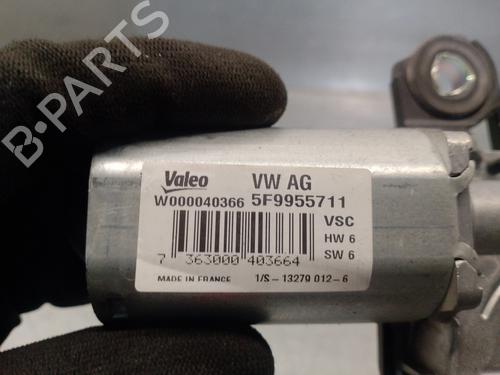 B-PARTS
Valeo VW AG
W000040366 5F9955711
VSC
HW 6
SW 6
7 363000 403664
MADE IN FRANCE 1/S - 13279 012 - 6